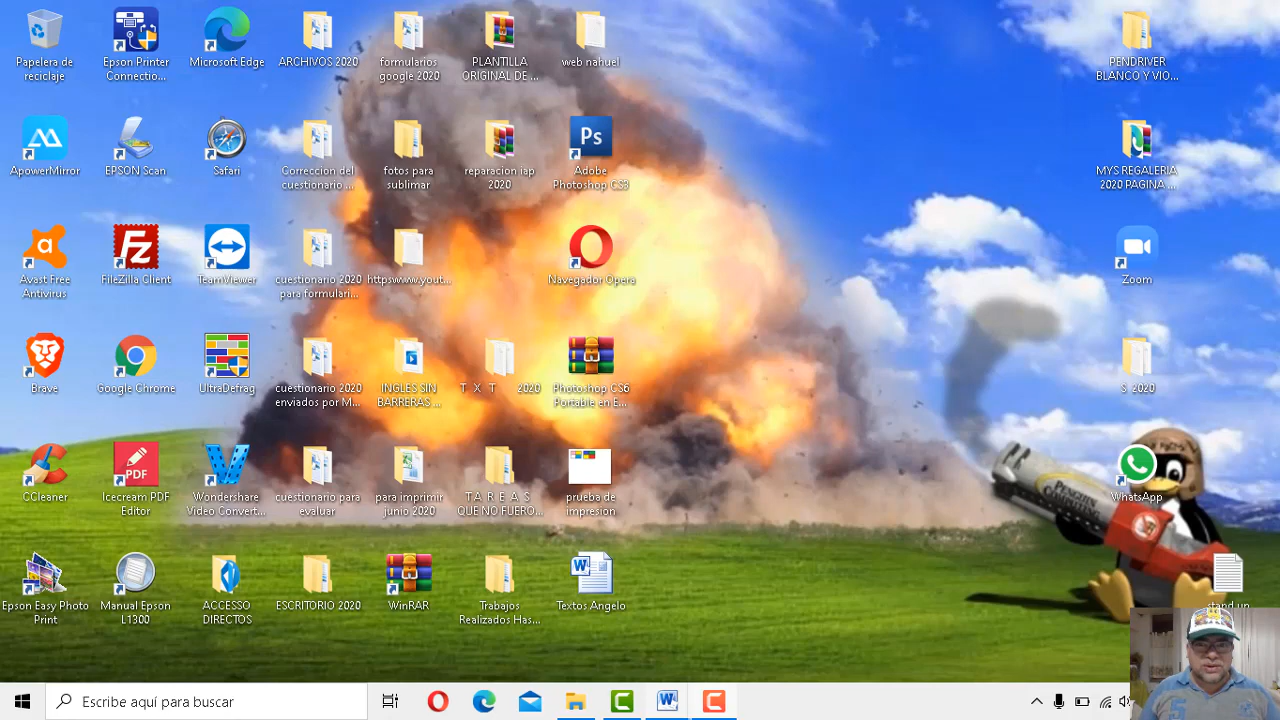 Papelera de
reciclaje
Epson Printer
Connectio...
Microsoft Edge
ARCHIVOS 2020
formularios
google 2020
PLANTILLA
ORIGINAL DE ...
web nahuel
PENDRIVER
BLANCO Y VIO...
ApowerMirror
EPSON Scan
Safari
Correccion del
cuestionario ...
fotos para
sublimar
reparacion iap
2020
Ps
Adobe
Photoshop CS3
MYS REGALERIA
2020 PAGINA ...
Avast Free
Antivirus
FileZilla Client
TeamViewer
cuestionario 2020
para formulari...
httpswww.yout...
Navegador Opera
Zoom
Brave
Google Chrome
UltraDefrag
cuestionario 2020
enviados por M...
INGLES SIN
BARRERAS ...
T X T 2020
Photoshop CS6
Portable en E...
S 2020
CCleaner
PDF
Icecream PDF
Editor
Wondershare
Video Convert...
cuestionario para
evaluar
para imprimir
junio 2020
T A R E A S
QUE NO FUERO...
prueba de
impresion
WhatsApp
PENGUIN
COMPUTING
Epson Easy Photo
Print
Manual Epson
L1300
ACCESSO
DIRECTOS
ESCRITORIO 2020
WinRAR
Trabajos
Realizados Has...
Textos Angelo
stand up
Escribe aquí para buscar